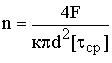 n = 4F / кπd²[τср]